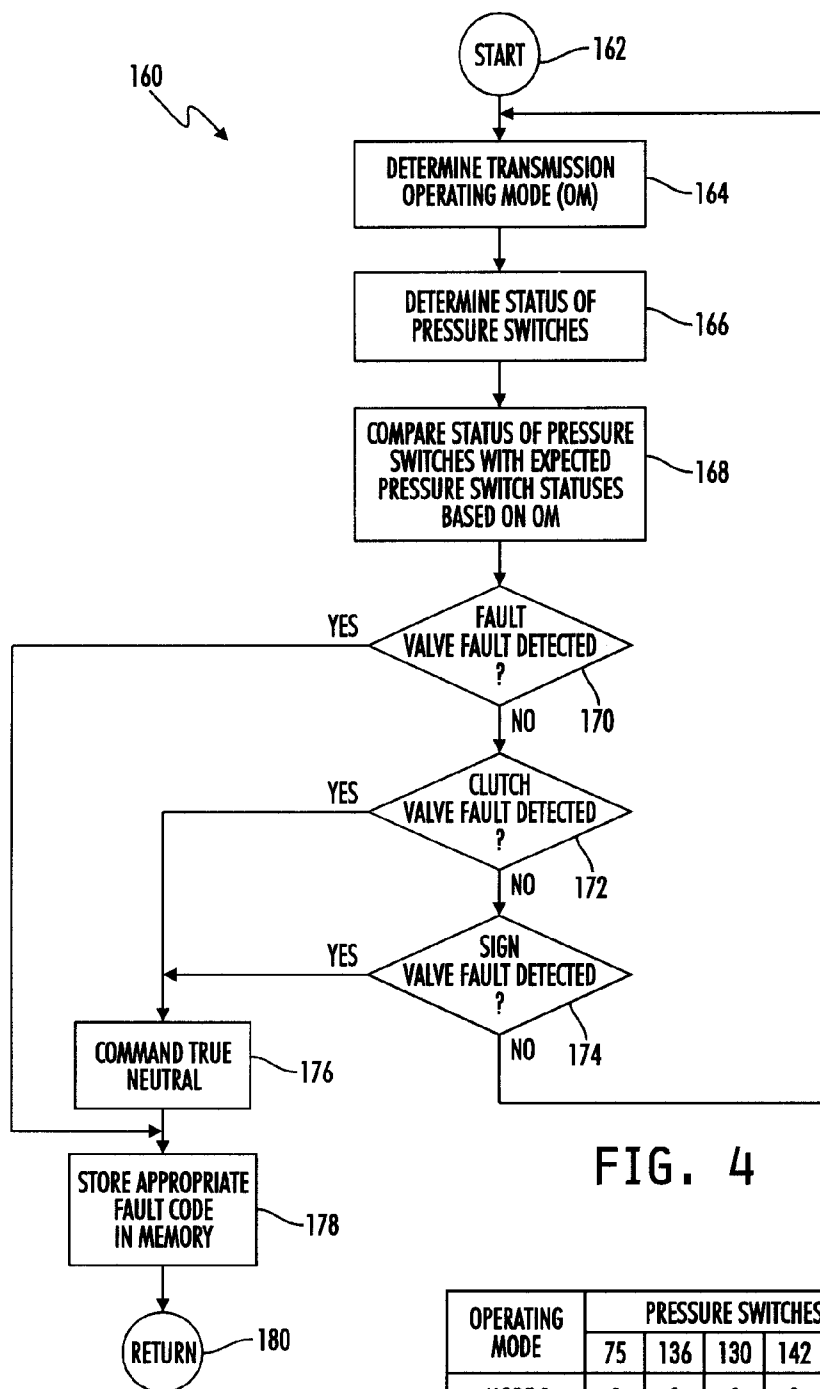 START
162
160
DETERMINE TRANSMISSION
OPERATING MODE (OM)
164
DETERMINE STATUS OF
PRESSURE SWITCHES
166
COMPARE STATUS OF PRESSURE
SWITCHES WITH EXPECTED
PRESSURE SWITCH STATUSES
BASED ON OM
168
YES
FAULT
VALVE FAULT DETECTED
?
170
NO
YES
CLUTCH
VALVE FAULT DETECTED
?
172
NO
YES
SIGN
VALVE FAULT DETECTED
?
174
NO
COMMAND TRUE
NEUTRAL
176
STORE APPROPRIATE
FAULT CODE
IN MEMORY
178
RETURN
180
FIG. 4
OPERATING
MODE
PRESSURE SWITCHES
75 136 130 142